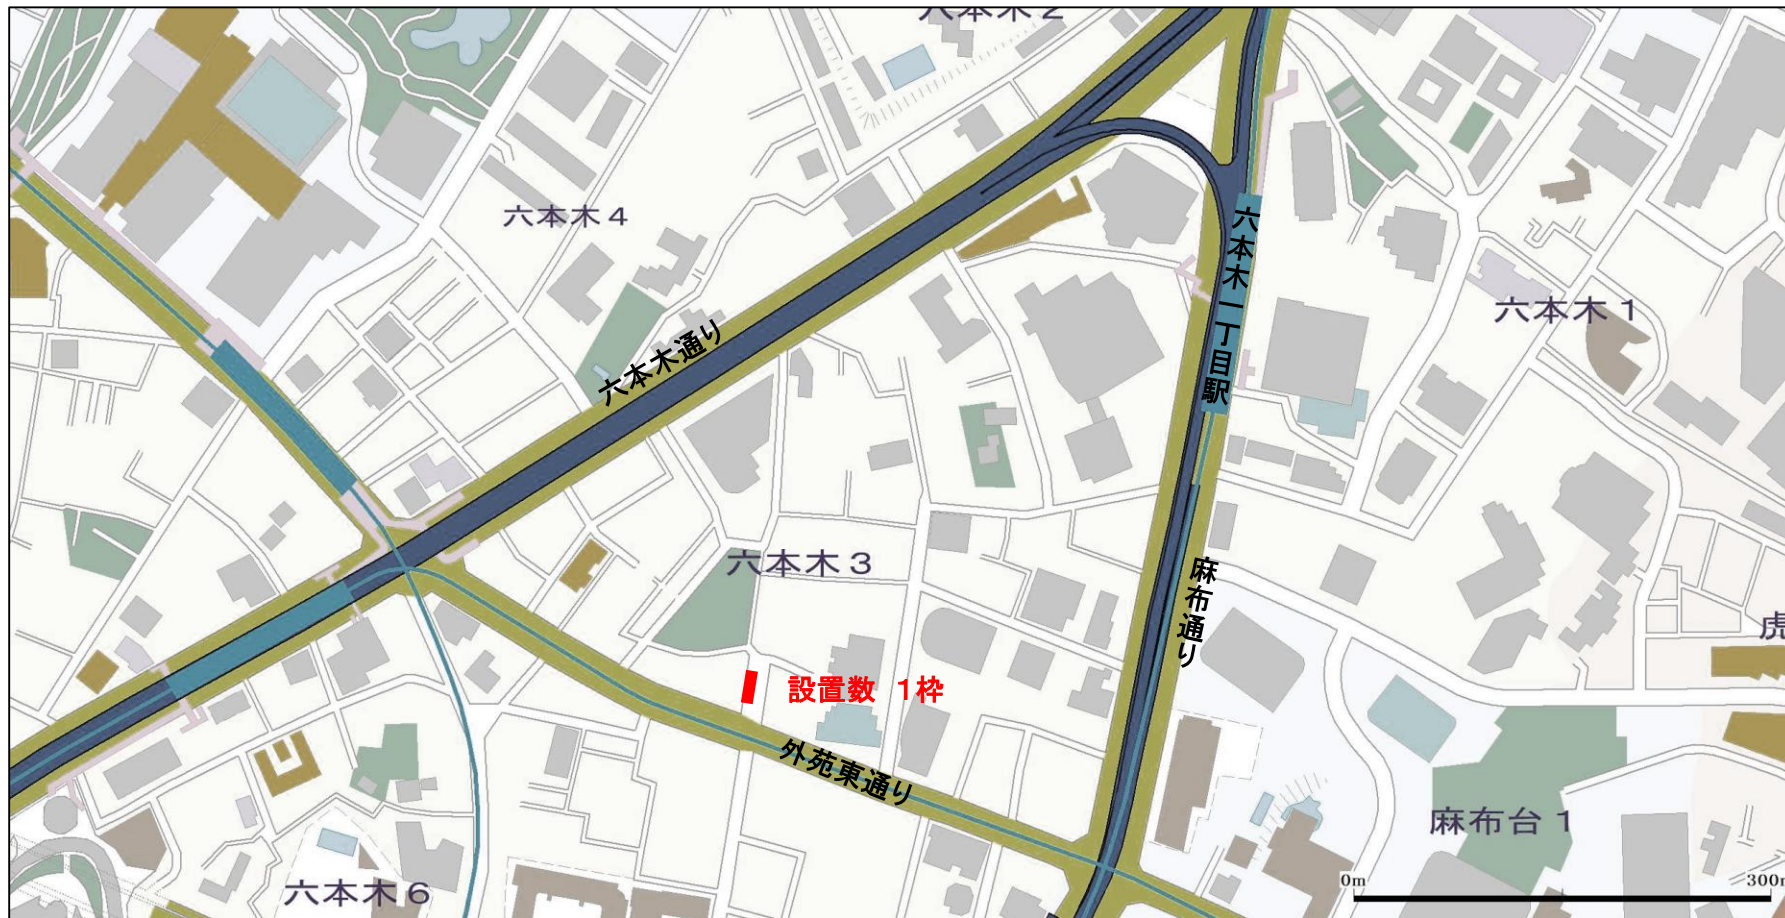 六本木2
六本木4
六本木一丁目駅
六本木1
六本木通り
六本木3
麻布通り
虎
設置数 1枠
外苑東通り
麻布台1
六本木6
0m
300m